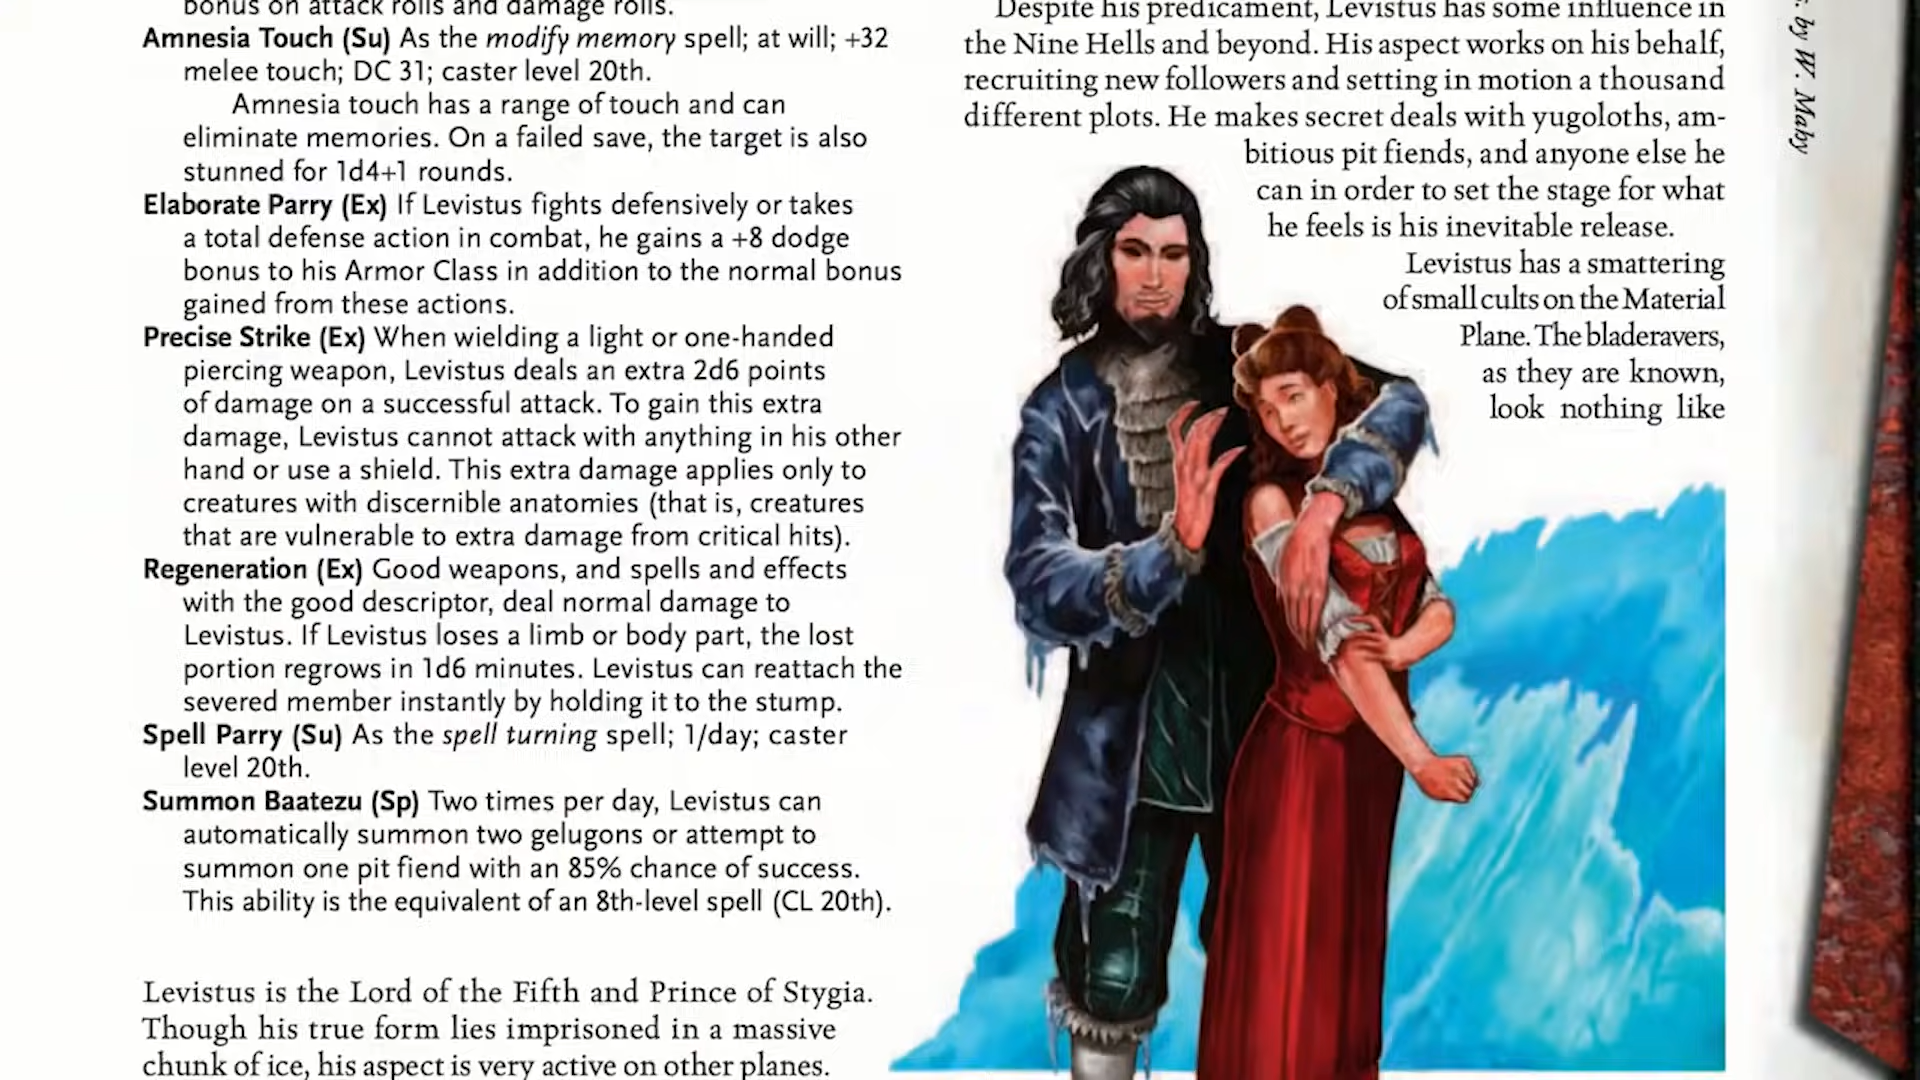 bonus on attack rolls and damage rolls.
Amnesia Touch (Su) As the modify memory spell; at will; +32
melee touch; DC 31; caster level 20th.
Amnesia touch has a range of touch and can
eliminate memories. On a failed save, the target is also
stunned for 1d4+1 rounds.
Elaborate Parry (Ex) If Levistus fights defensively or takes
a total defense action in combat, he gains a +8 dodge
bonus to his Armor Class in addition to the normal bonus
gained from these actions.
Precise Strike (Ex) When wielding a light or one-handed
piercing weapon, Levistus deals an extra 2d6 points
of damage on a successful attack. To gain this extra
damage, Levistus cannot attack with anything in his other
hand or use a shield. This extra damage applies only to
creatures with discernible anatomies (that is, creatures
that are vulnerable to extra damage from critical hits).
Regeneration (Ex) Good weapons, and spells and effects
with the good descriptor, deal normal damage to
Levistus. If Levistus loses a limb or body part, the lost
portion regrows in 1d6 minutes. Levistus can reattach the
severed member instantly by holding it to the stump.
Spell Parry (Su) As the spell turning spell; 1/day; caster
level 20th.
Summon Baatezu (Sp) Two times per day, Levistus can
automatically summon two gelugons or attempt to
summon one pit fiend with an 85% chance of success.
This ability is the equivalent of an 8th-level spell (CL 20th).
Levistus is the Lord of the Fifth and Prince of Stygia.
Though his true form lies imprisoned in a massive
chunk of ice, his aspect is very active on other planes.
Despite his predicament, Levistus has some influence in
the Nine Hells and beyond. His aspect works on his behalf,
recruiting new followers and setting in motion a thousand
different plots. He makes secret deals with yugoloths, am-
bitious pit fiends, and anyone else he
can in order to set the stage for what
he feels is his inevitable release.
Levistus has a smattering
of small cults on the Material
Plane. The bladeravers,
as they are known,
look nothing like
by W. Maby